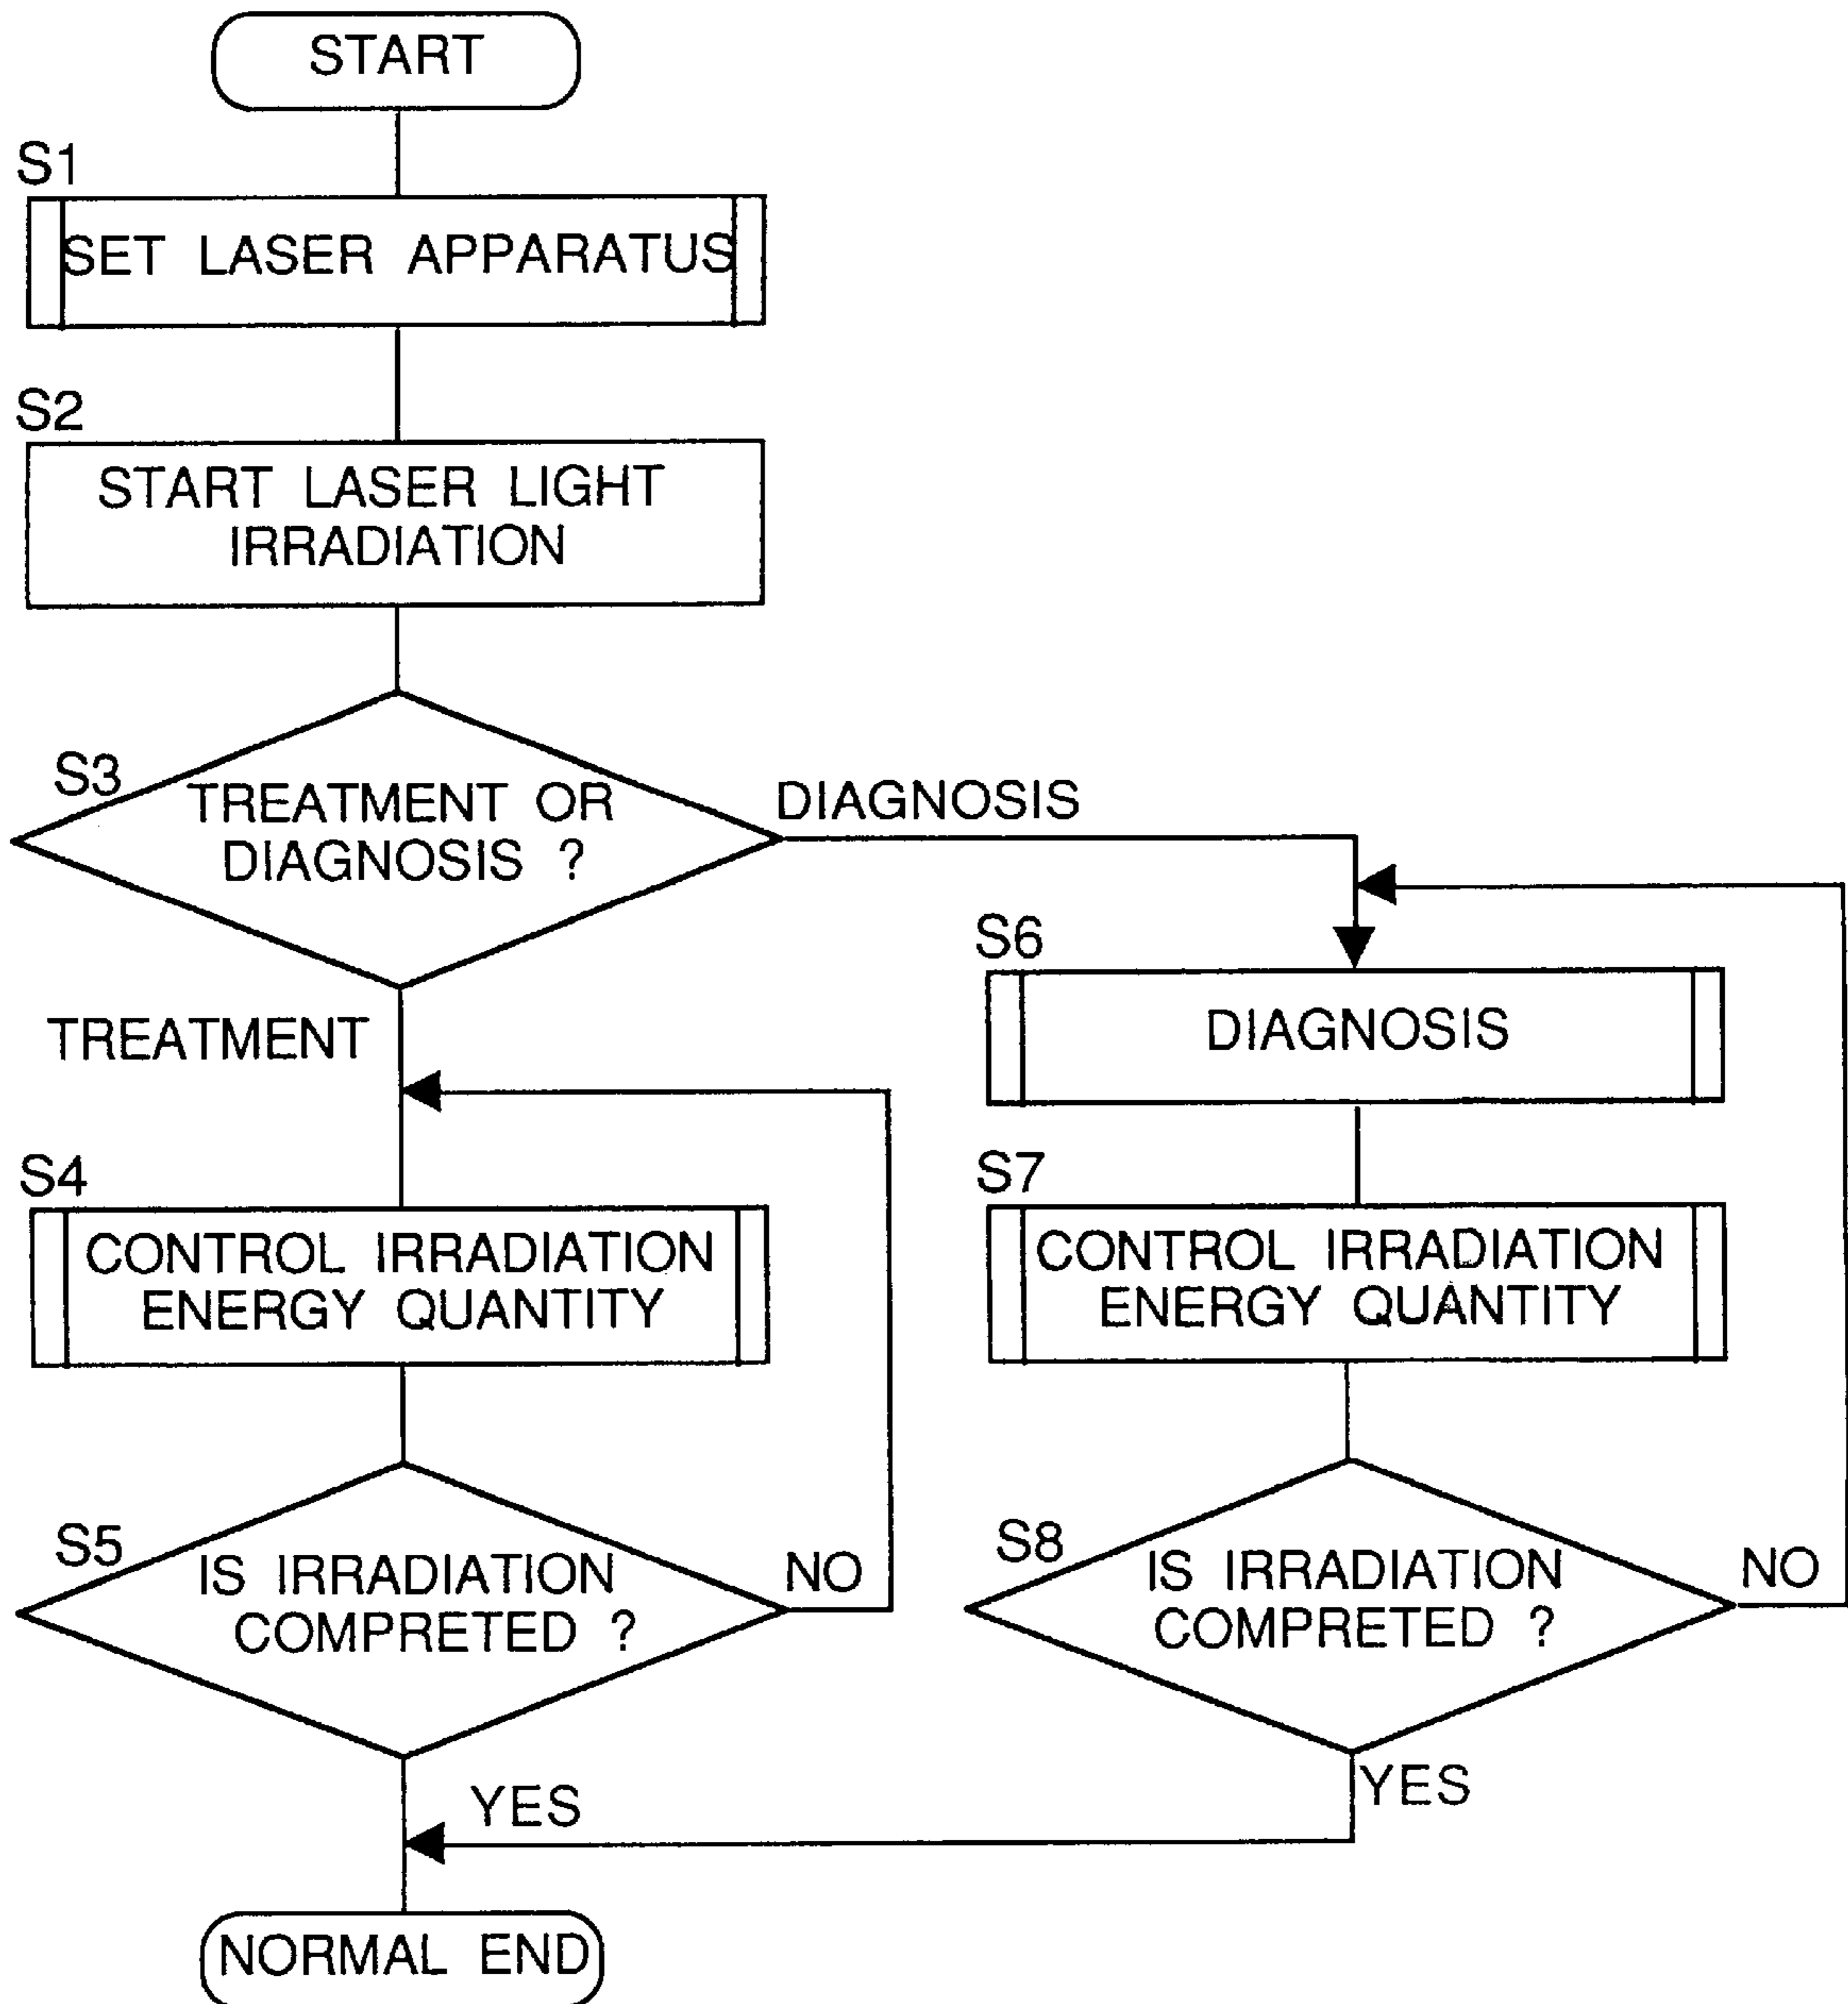 START
S1
SET LASER APPARATUS
S2
START LASER LIGHT
IRRADIATION
S3
TREATMENT OR
DIAGNOSIS ?
DIAGNOSIS
TREATMENT
S4
CONTROL IRRADIATION
ENERGY QUANTITY
S5
IS IRRADIATION
COMPRETED ?
NO
YES
S6
DIAGNOSIS
S7
CONTROL IRRADIATION
ENERGY QUANTITY
S8
IS IRRADIATION
COMPRETED ?
NO
YES
NORMAL END